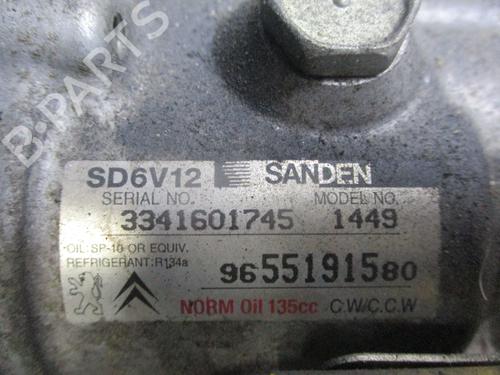 B-PARTS
SD6V12 SANDEN
SERIAL NO. MODEL NO.
3341601745 1449
OIL:SP-10 OR EQUIV.
REFRIGERANT:R134a
9655191580
NORM Oil 135cc C.W/C.C.W